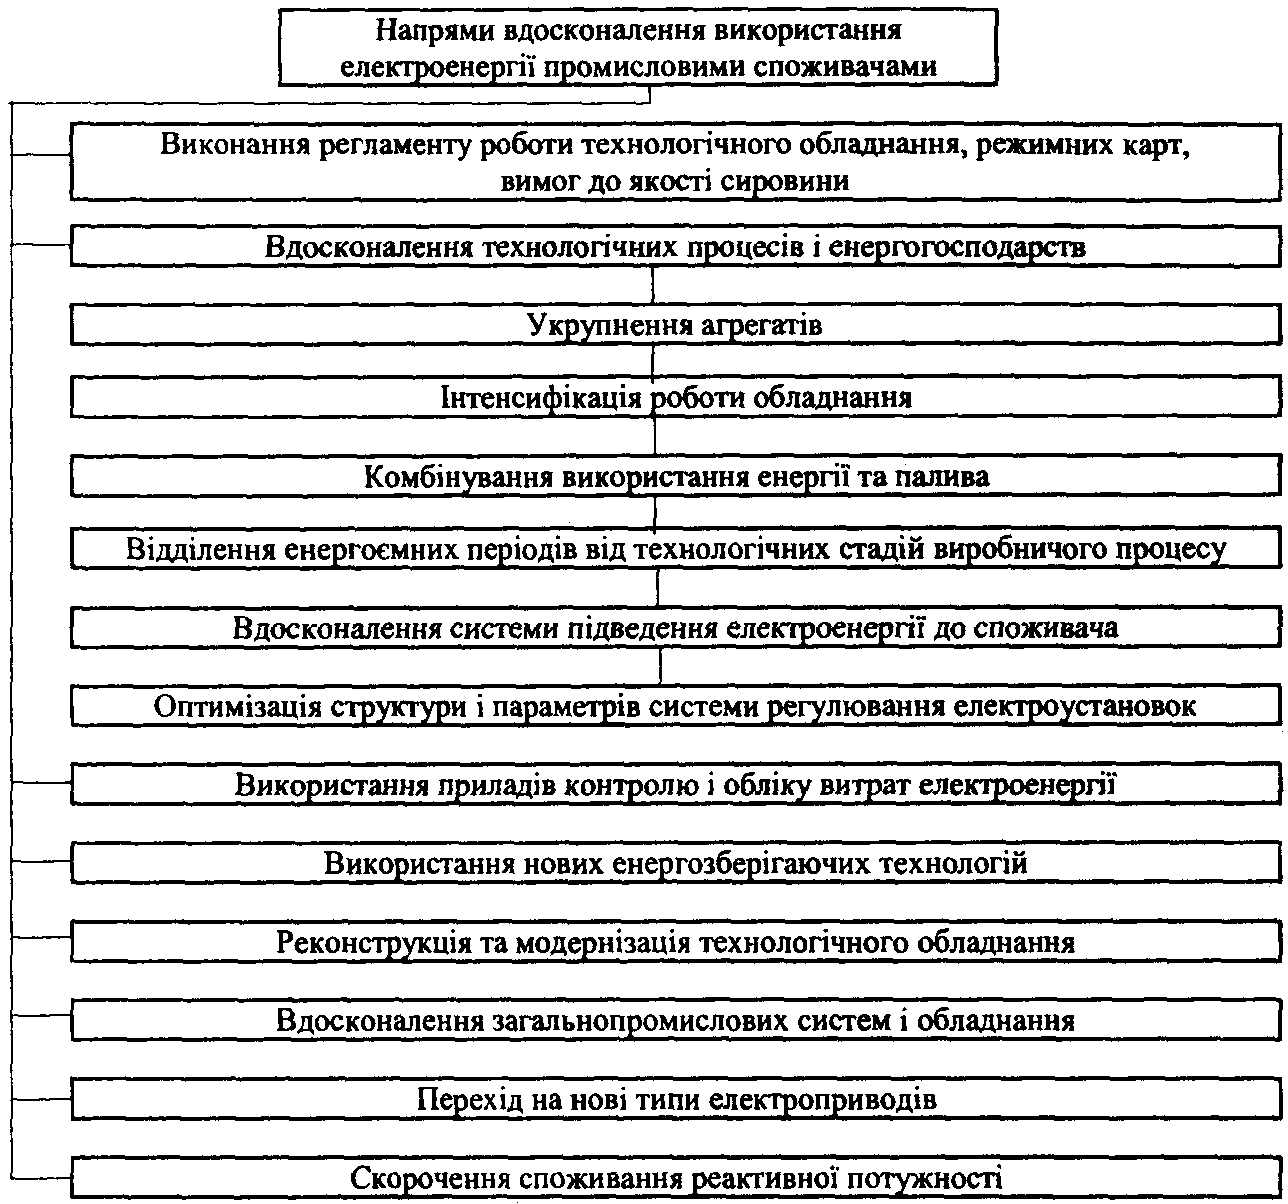 Напрями вдосконалення використання
електроенергії промисловими споживачами
Виконання регламенту роботи технологічного обладнання, режимних карт,
вимог до якості сировини
Вдосконалення технологічних процесів і енергогосподарств
Укрупнення агрегатів
Інтенсифікація роботи обладнання
Комбінування використання енергії та палива
Відділення енергоємних періодів від технологічних стадій виробничого процесу
Вдосконалення системи підведення електроенергії до споживача
Оптимізація структури і параметрів системи регулювання електроустановок
Використання приладів контролю і обліку витрат електроенергії
Використання нових енергозберігаючих технологій
Реконструкція та модернізація технологічного обладнання
Вдосконалення загальнопромислових систем і обладнання
Перехід на нові типи електроприводів
Скорочення споживання реактивної потужності